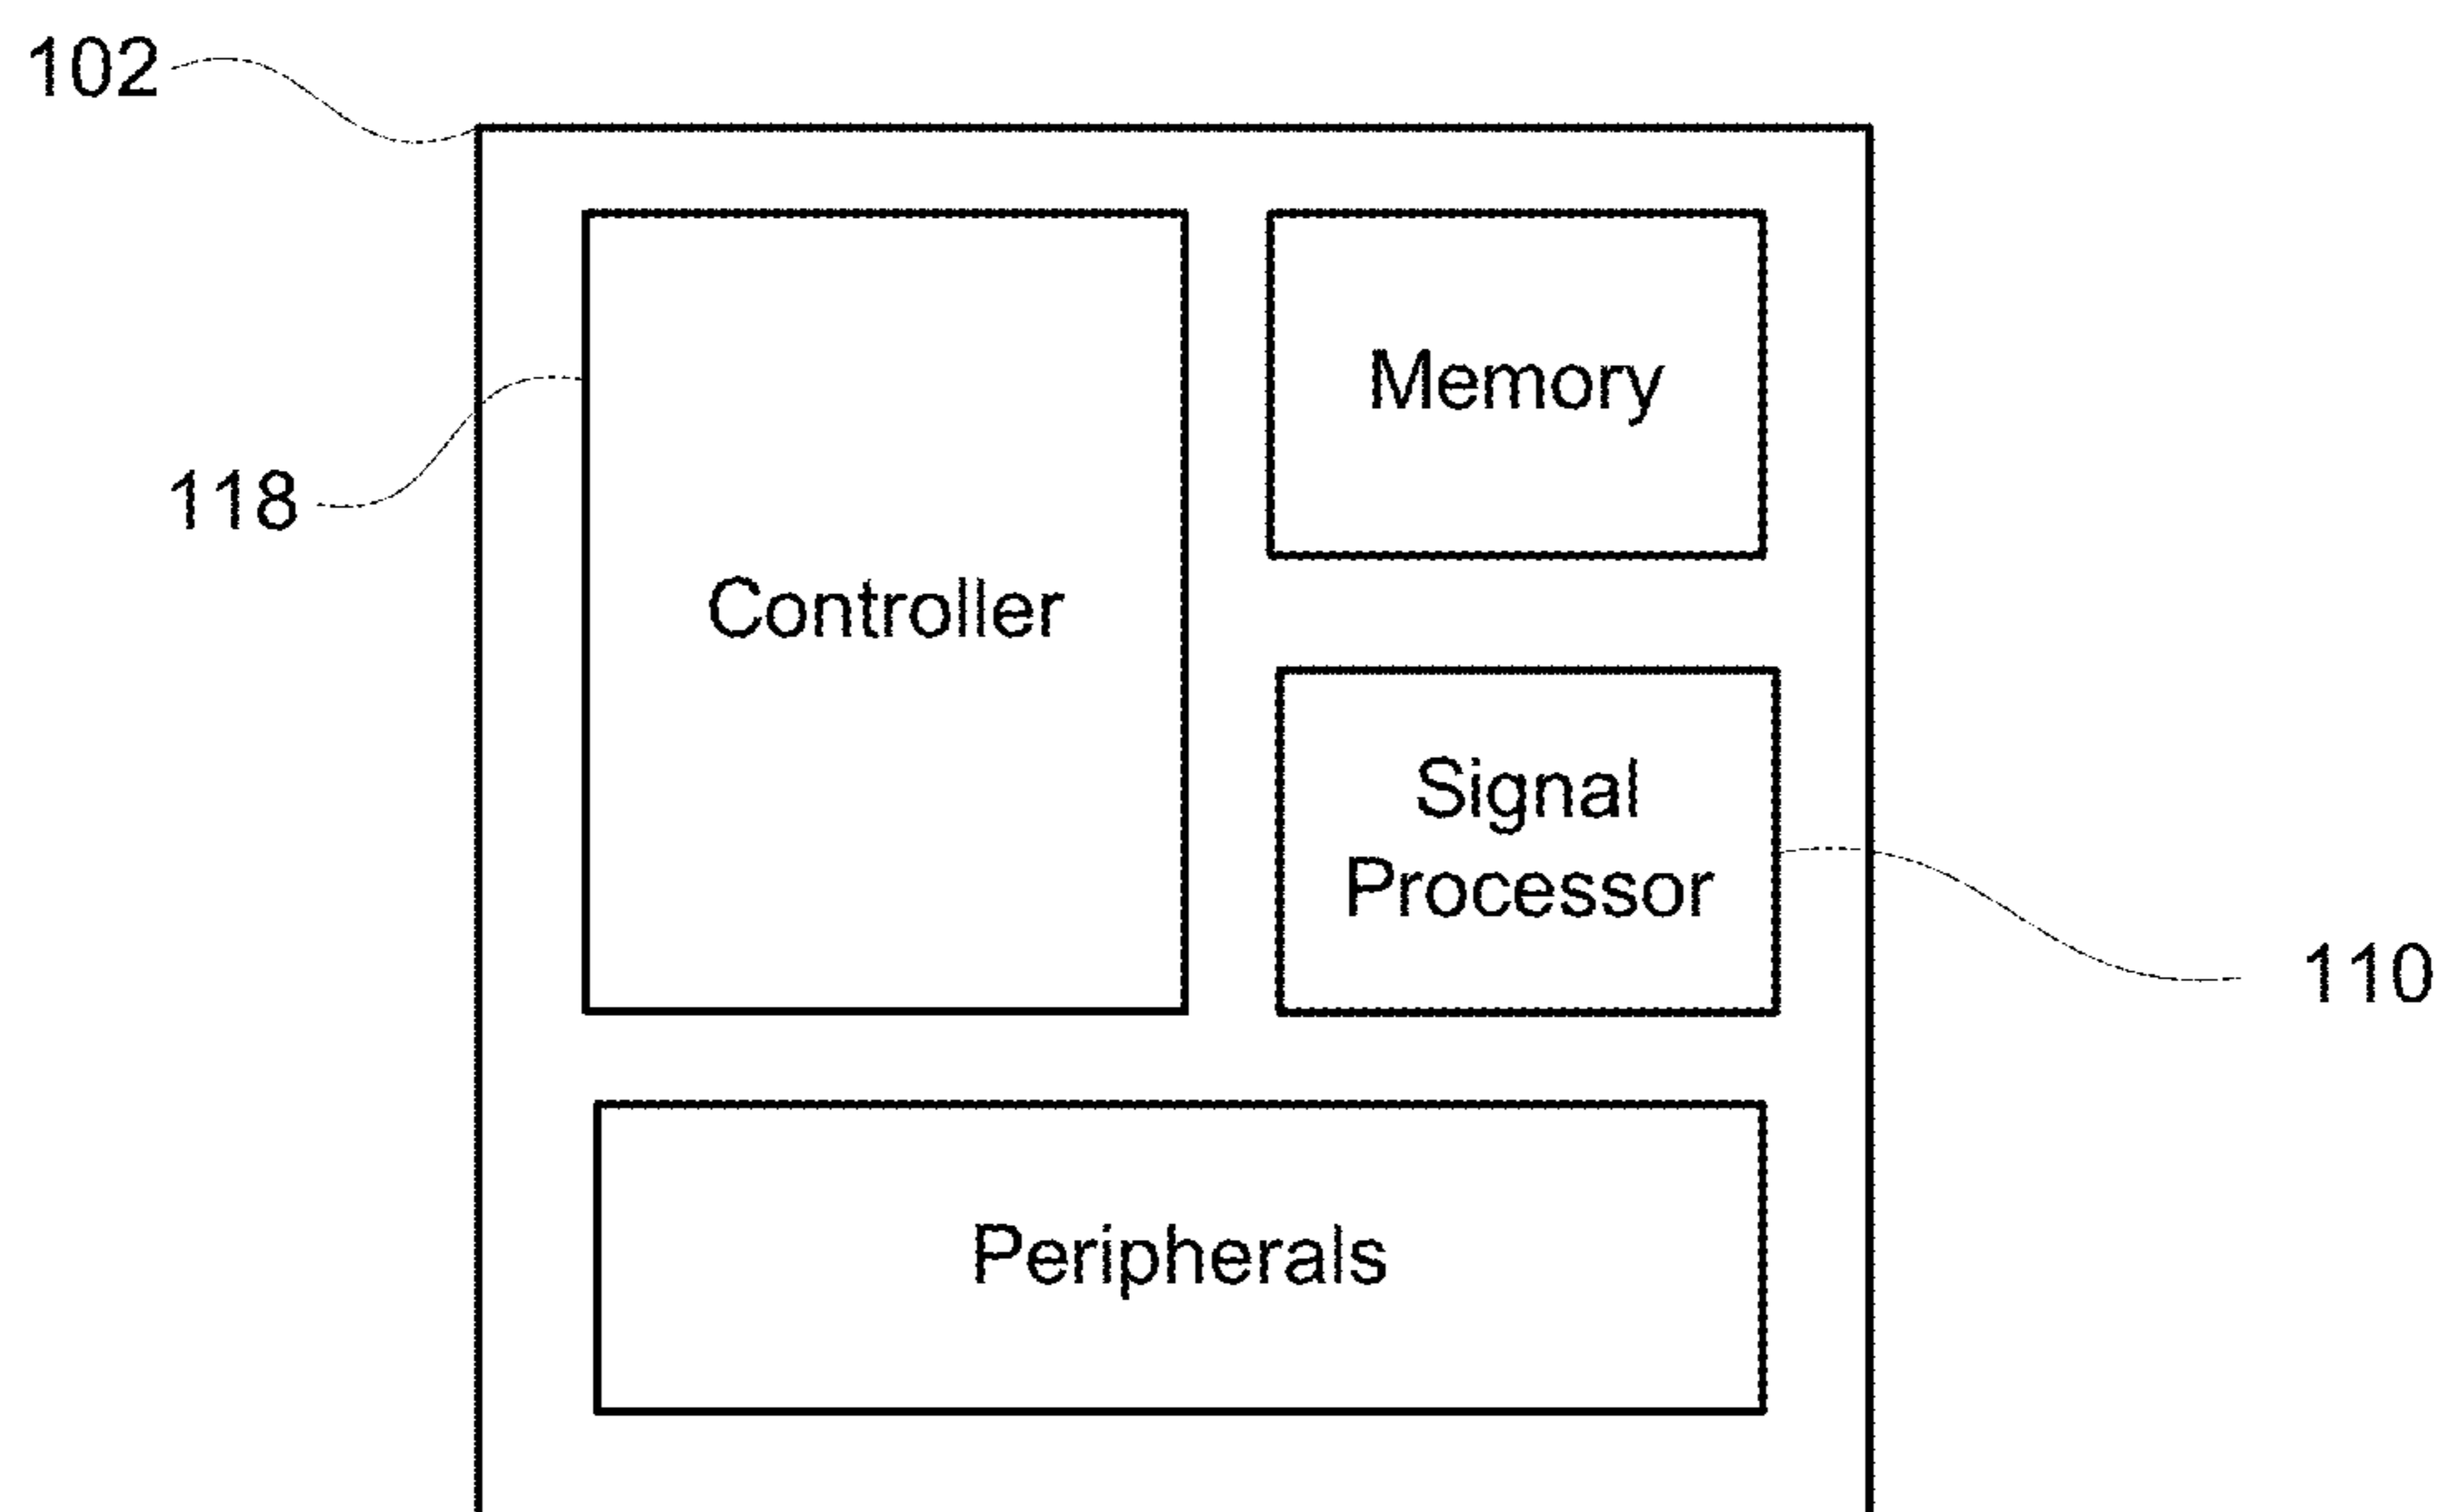 102
118
Controller
Memory
Signal
Processor
110
Peripherals